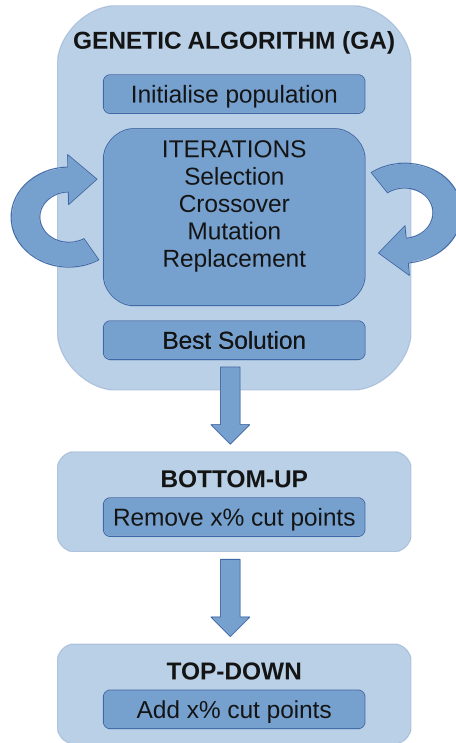 GENETIC ALGORITHM (GA)
Initialise population
ITERATIONS
Selection
Crossover
Mutation
Replacement
Best Solution
BOTTOM-UP
Remove x% cut points
TOP-DOWN
Add x% cut points